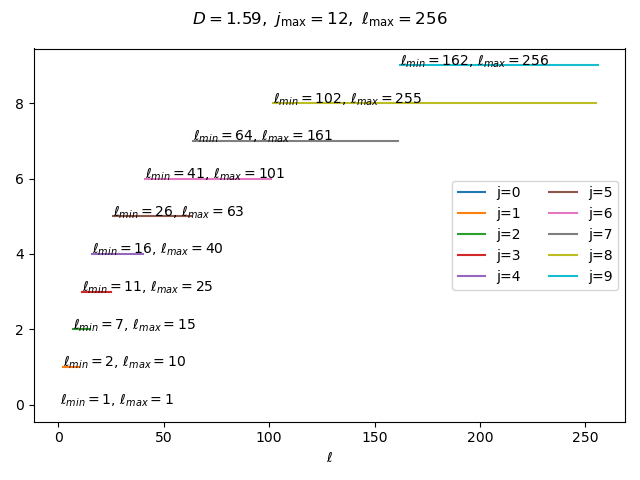 D = 1.59, j_max = 12, ℓ_max = 256
ℓ_min = 162, ℓ_max = 256
8
ℓ_min = 102, ℓ_max = 255
ℓ_min = 64, ℓ_max = 161
6
ℓ_min = 41, ℓ_max = 101
ℓ_min = 26, ℓ_max = 63
4
ℓ_min = 16, ℓ_max = 40
ℓ_min = 11, ℓ_max = 25
2
ℓ_min = 7, ℓ_max = 15
ℓ_min = 2, ℓ_max = 10
0
ℓ_min = 1, ℓ_max = 1
j=0
j=1
j=2
j=3
j=4
j=5
j=6
j=7
j=8
j=9
0 50 100 150 200 250
ℓ